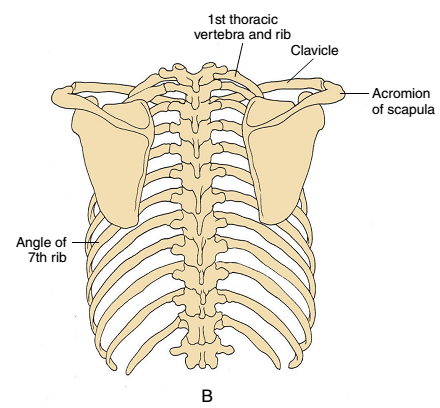 1st thoracic
vertebra and rib
Clavicle
Acromion
of scapula
Angle of
7th rib
B